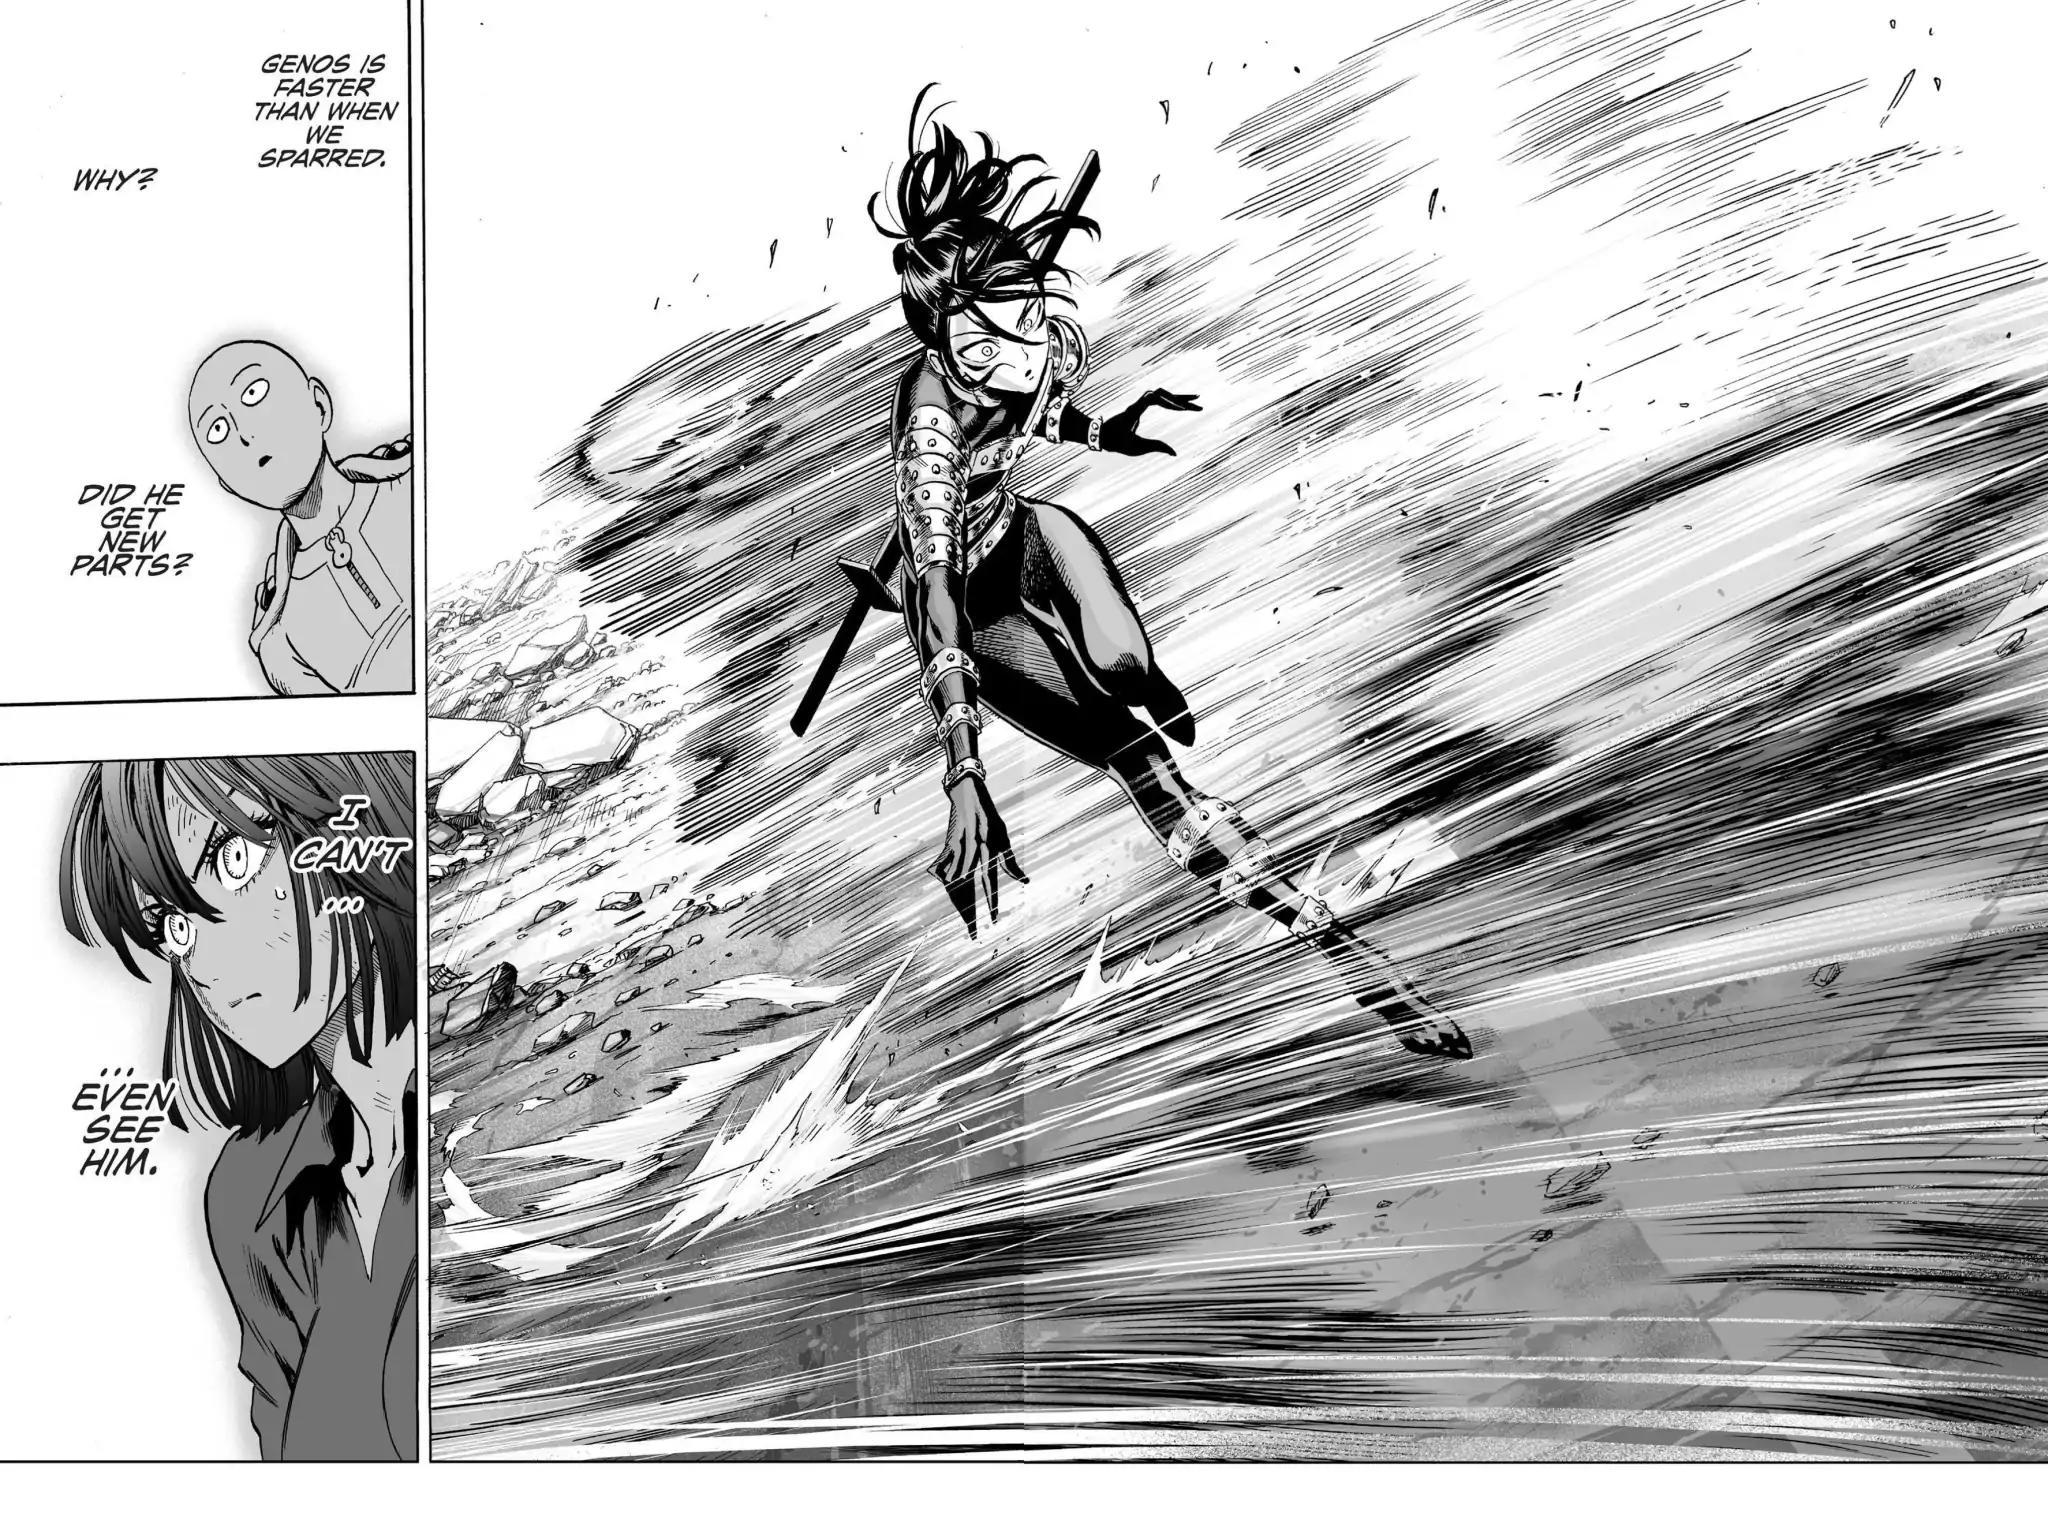 GENOS IS
FASTER
THAN WHEN
WE
SPARRED.
WHY?
DID HE
GET
NEW
PARTS?
I
CAN'T
...
...
EVEN
SEE
HIM.